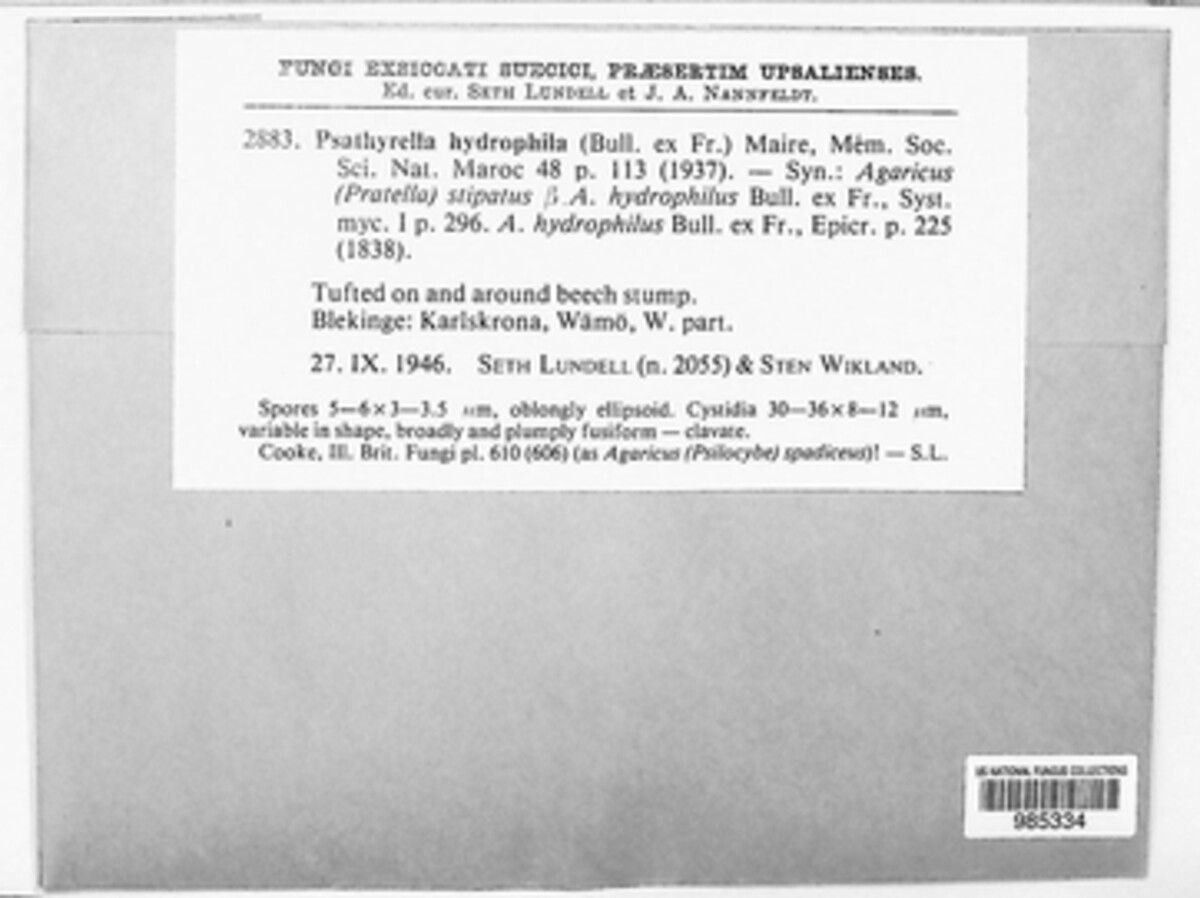 FUNGI EXSICCATI SUECICI, PRÆSERTIM UPSALIENSES.
Ed. cur. SETH LUNDELL et J. A. NANNFELDT.
2883. Psathyrella hydrophila (Bull. ex Fr.) Maire, Mém. Soc.
Sci. Nat. Maroc 48 p. 113 (1937). — Syn.: Agaricus
(Pratella) stipatus β A. hydrophilus Bull. ex Fr., Syst.
myc. I p. 296. A. hydrophilus Bull. ex Fr., Epicr. p. 225
(1838).
Tufted on and around beech stump.
Blekinge: Karlskrona, Wämö, W. part.
27. IX. 1946. SETH LUNDELL (n. 2055) & STEN WIKLAND.
Spores 5—6×3—3.5 μm, oblongly ellipsoid. Cystidia 30—36×8—12 μm,
variable in shape, broadly and plumply fusiform — clavate.
Cooke, Ill. Brit. Fungi pl. 610 (606) (as Agaricus (Psilocybe) spadiceus)! — S.L.
US NATIONAL FUNGUS COLLECTIONS
985334